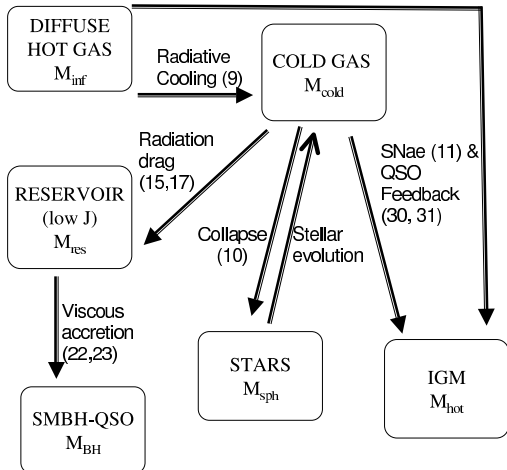 DIFFUSE
HOT GAS
M_inf
Radiative
Cooling (9)
COLD GAS
M_cold
Radiation
drag
(15,17)
SNae (11) &
QSO
Feedback
(30, 31)
RESERVOIR
(low J)
M_res
Collapse
(10)
Stellar
evolution
Viscous
accretion
(22,23)
STARS
M_sph
IGM
M_hot
SMBH-QSO
M_BH